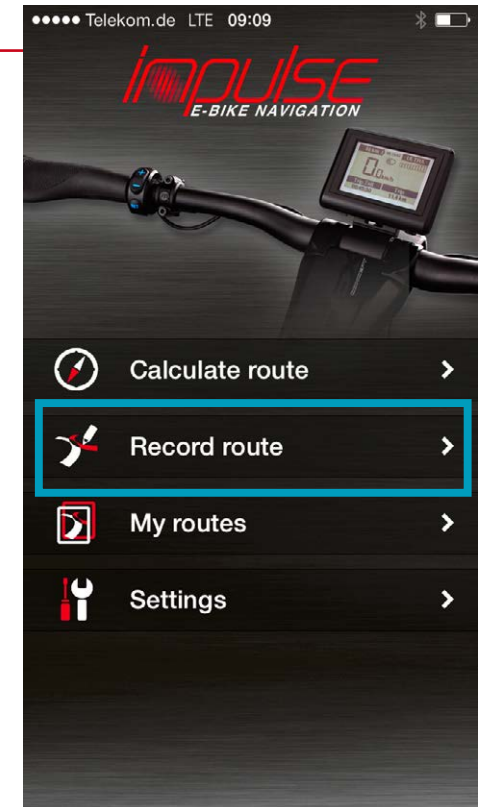 Telekom.de LTE 09:09
impulse
E-BIKE NAVIGATION
Calculate route
Record route
My routes
Settings